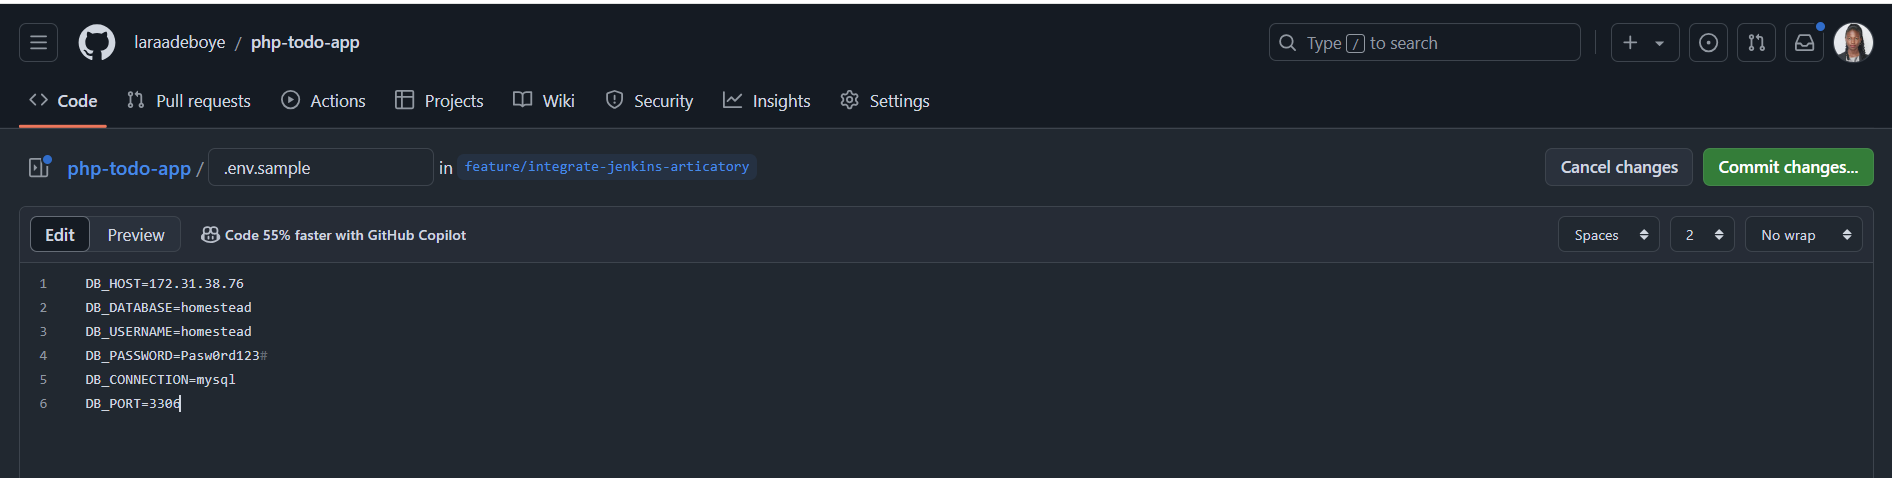 laraadeboye / php-todo-app
Type / to search
Code Pull requests Actions Projects Wiki Security Insights Settings
php-todo-app / .env.sample in feature/integrate-jenkins-articatory
Cancel changes Commit changes...
Edit Preview Code 55% faster with GitHub Copilot
Spaces 2 No wrap
1 DB_HOST=172.31.38.76
2 DB_DATABASE=homestead
3 DB_USERNAME=homestead
4 DB_PASSWORD=Pasw0rd123#
5 DB_CONNECTION=mysql
6 DB_PORT=3306